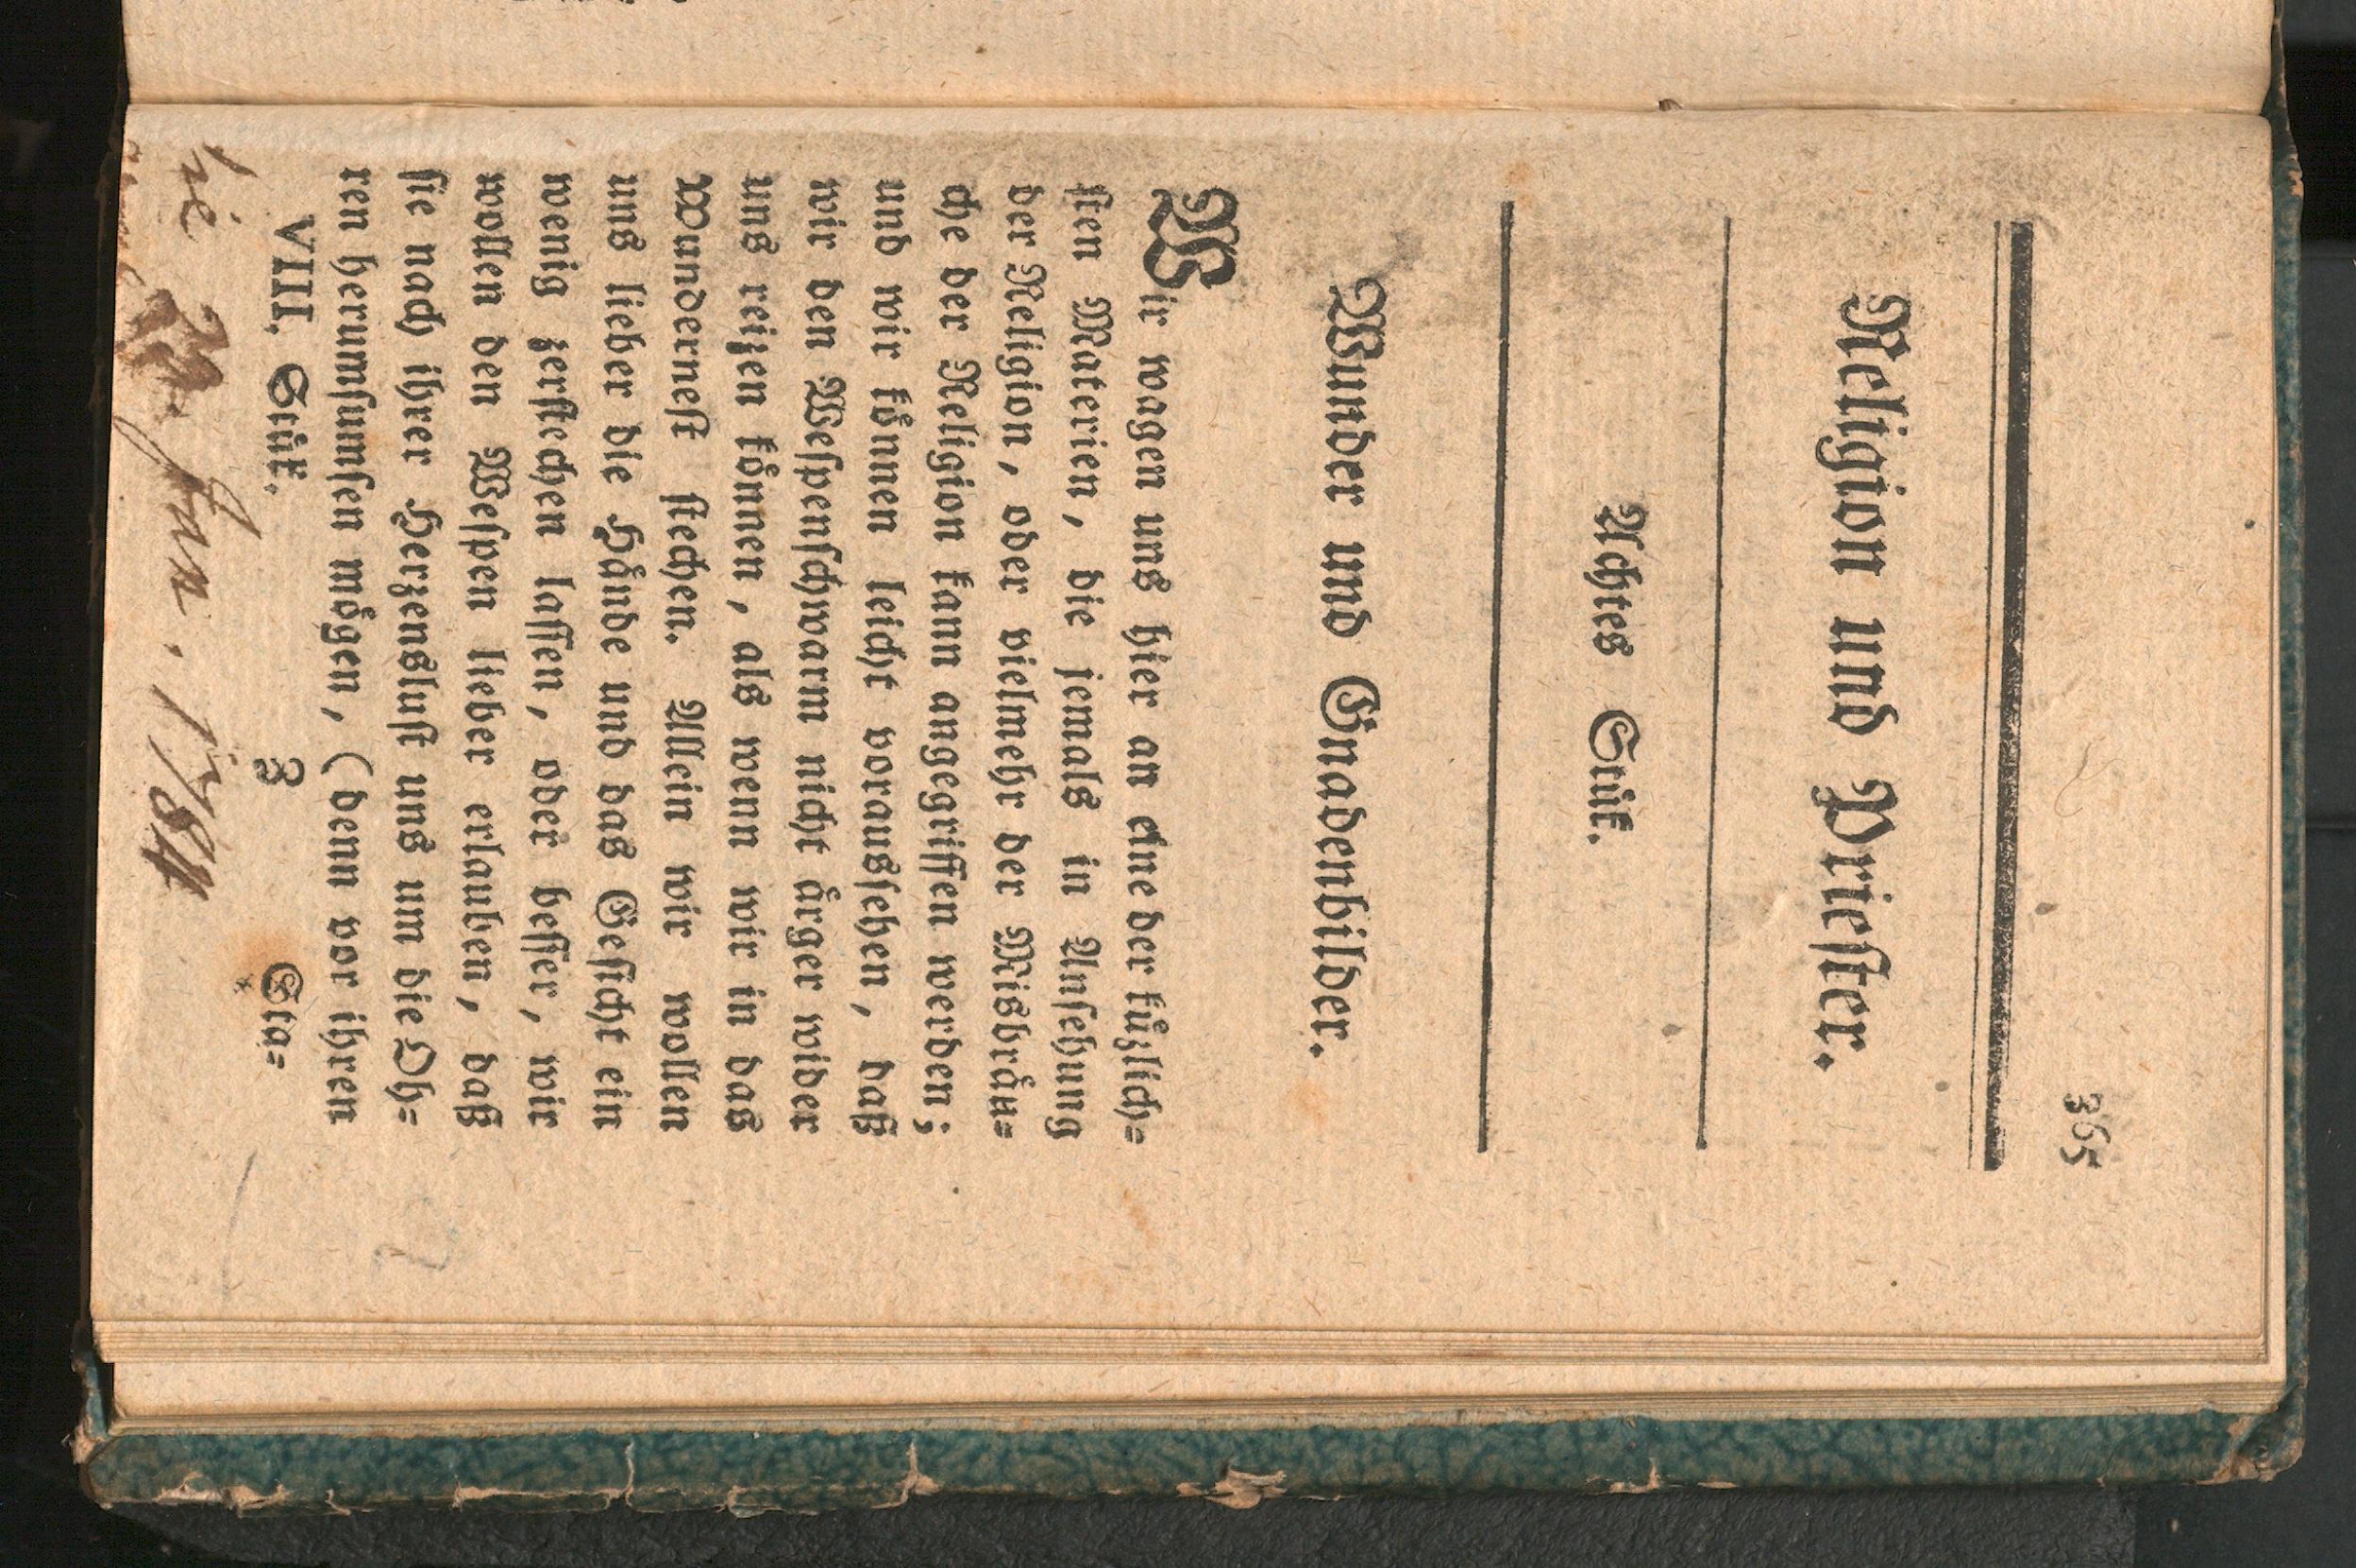 365
Religion und Priester.
Achtes Stük.
Wunder und Gnadenbilder.
Wir wagen uns hier an eine der küzlich=
sten Materien, die jemals in Ansehung
der Religion, oder vielmehr der Misbräu=
che der Religion kann angegriffen werden;
und wir können leicht voraussehen, daß
wir den Wespenschwarm nicht ärger wider
uns reizen können, als wenn wir in das
Wundernest stechen. Allein wir wollen
uns lieber die Hände und das Gesicht ein
wenig zerstechen lassen, oder besser, wir
wollen den Wespen lieber erlauben, daß
sie nach ihrer Herzenslust uns um die Oh=
ren herumsumsen mögen, (denn vor ihren
VIII. Stük. Z Sta=
Jan. 1784